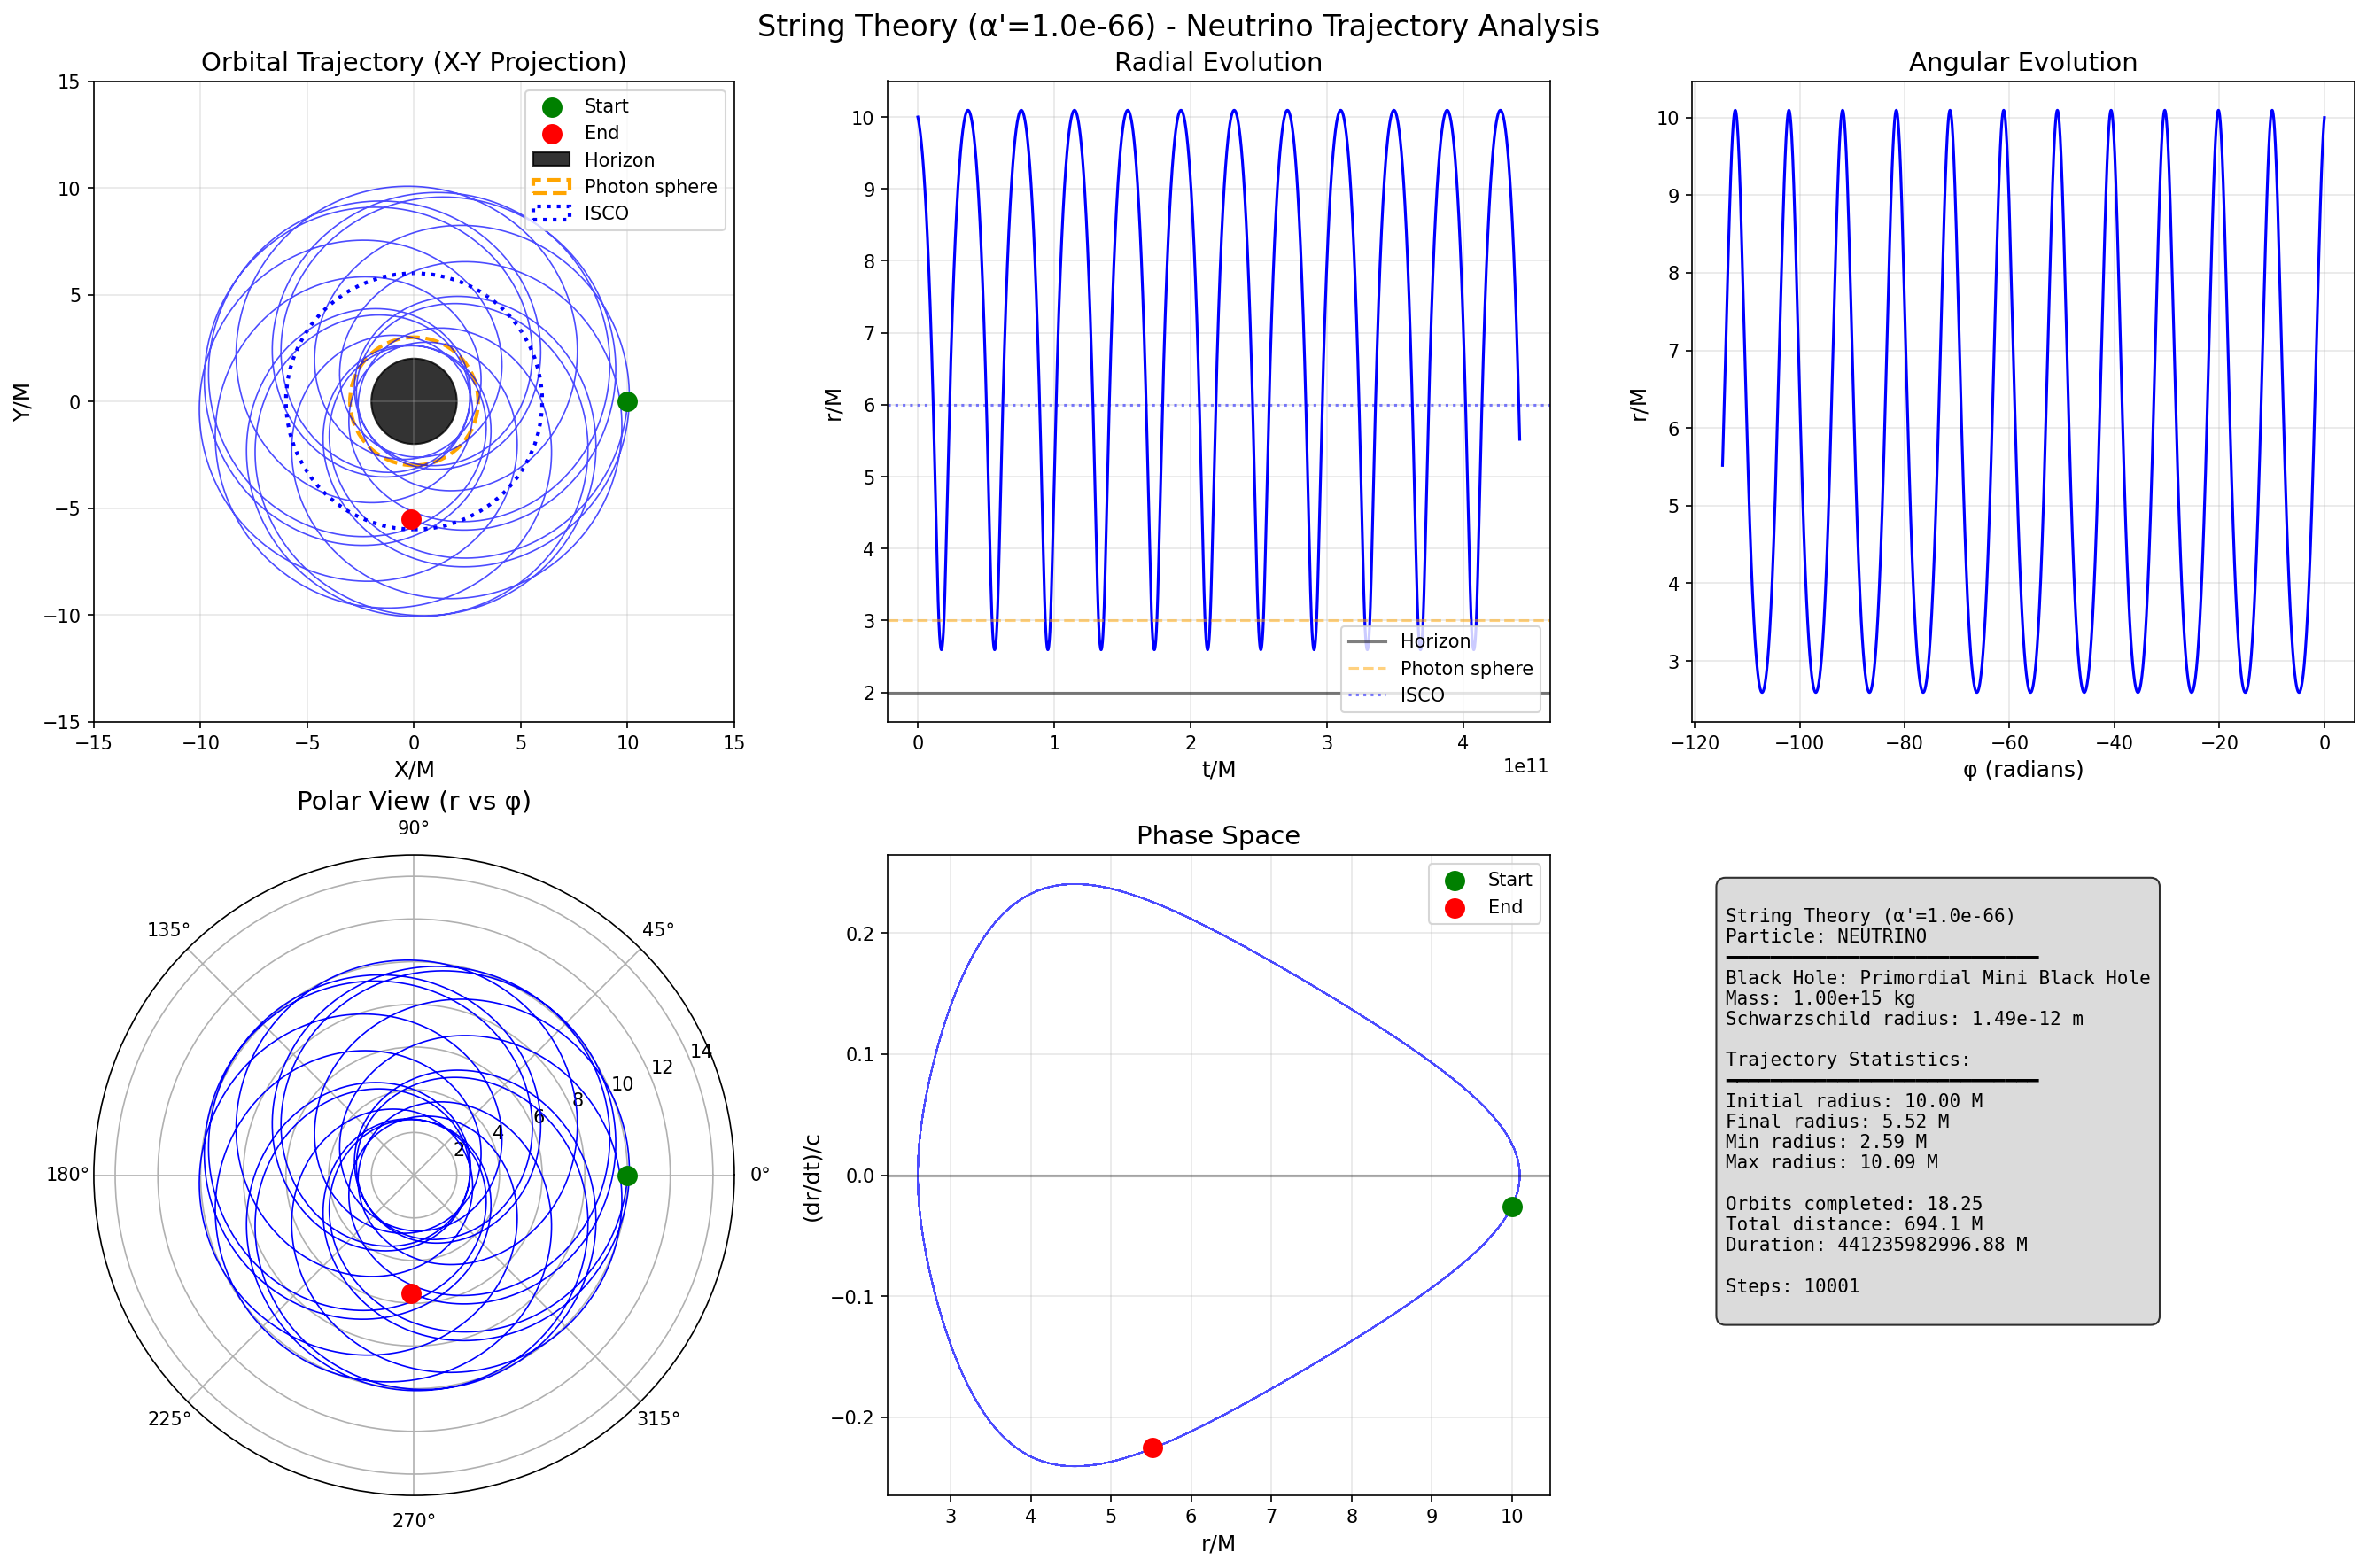 String Theory (α'=1.0e-66) - Neutrino Trajectory Analysis
Orbital Trajectory (X-Y Projection)
15
10
5
0
−5
−10
−15
Y/M
−15
−10
−5
0
5
10
15
X/M
Start
End
Horizon
Photon sphere
ISCO
Radial Evolution
10
9
8
7
6
5
4
3
2
r/M
0
1
2
3
4
1e11
t/M
Horizon
Photon sphere
ISCO
Angular Evolution
10
9
8
7
6
5
4
3
r/M
−120
−100
−80
−60
−40
−20
0
φ (radians)
Polar View (r vs φ)
90°
135°
45°
180°
0°
225°
315°
270°
2
4
6
8
10
12
14
Phase Space
0.2
0.1
0.0
−0.1
−0.2
(dr/dt)/c
3
4
5
6
7
8
9
10
r/M
Start
End
String Theory (α'=1.0e-66)
Particle: NEUTRINO
Black Hole: Primordial Mini Black Hole
Mass: 1.00e+15 kg
Schwarzschild radius: 1.49e-12 m
Trajectory Statistics:
Initial radius: 10.00 M
Final radius: 5.52 M
Min radius: 2.59 M
Max radius: 10.09 M
Orbits completed: 18.25
Total distance: 694.1 M
Duration: 441235982996.88 M
Steps: 10001